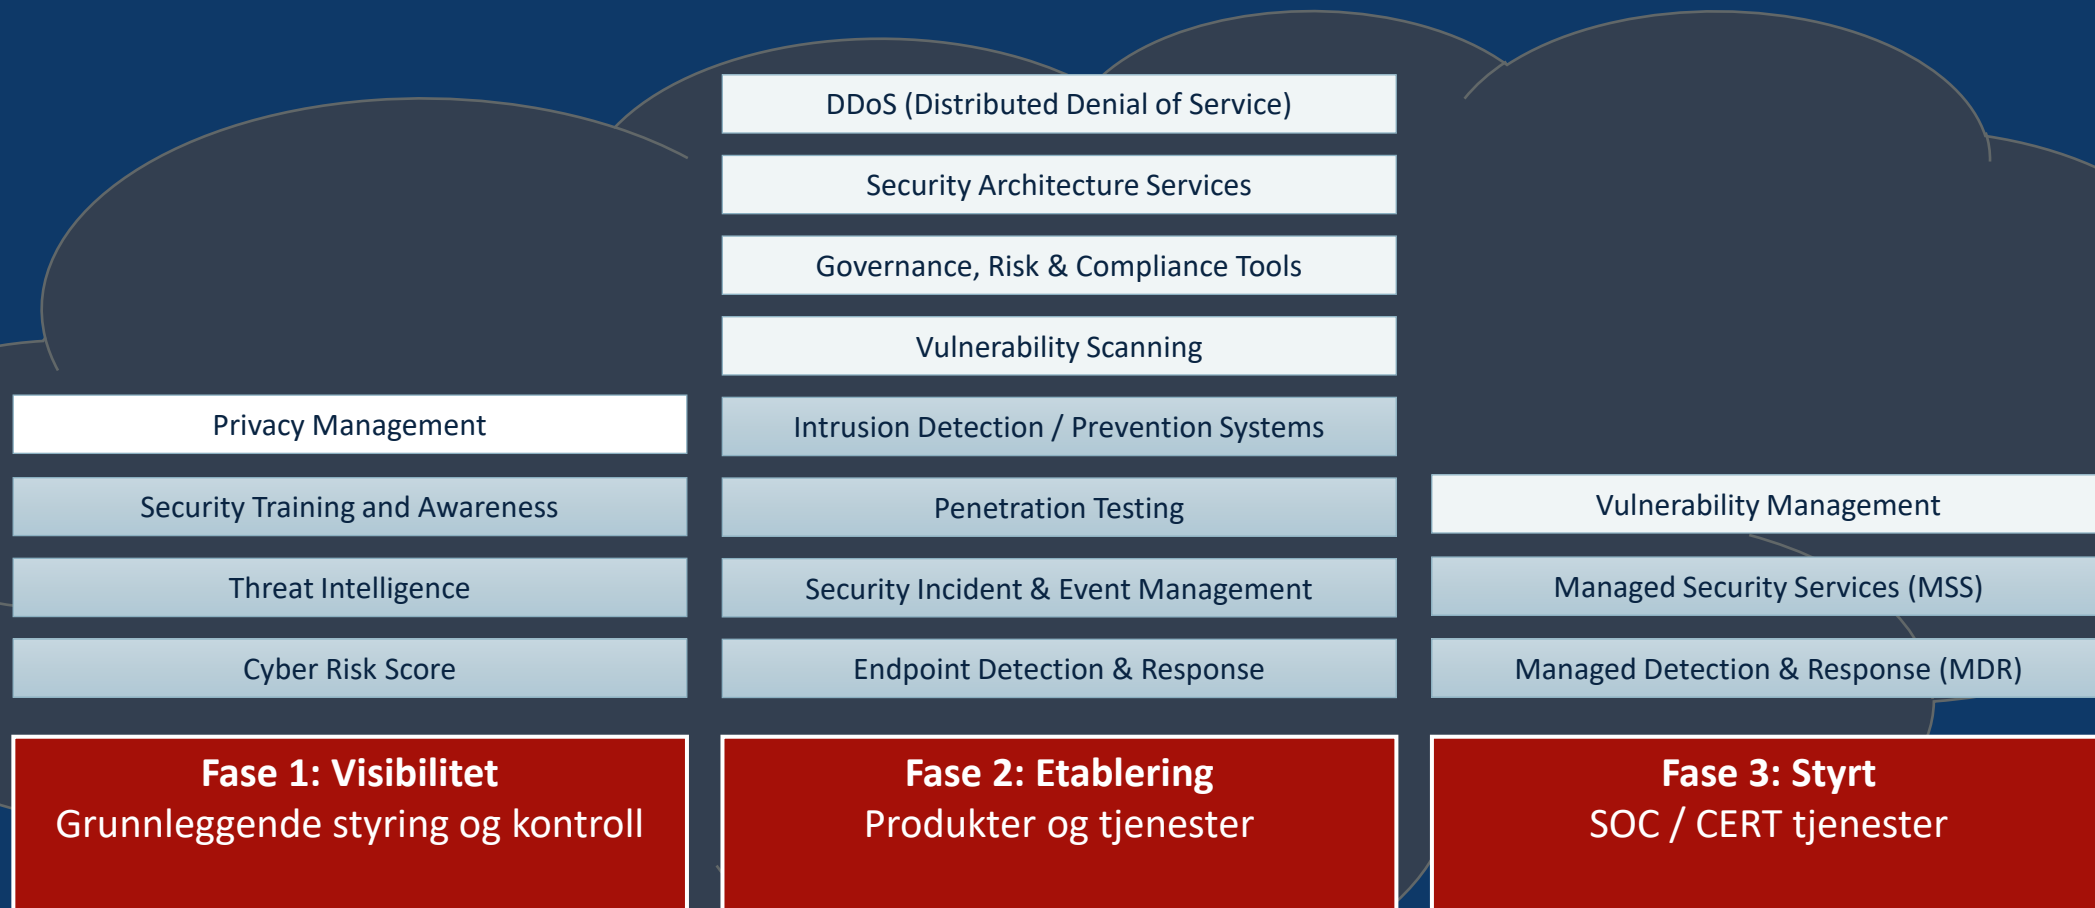 DDoS (Distributed Denial of Service)
Security Architecture Services
Governance, Risk & Compliance Tools
Vulnerability Scanning
Privacy Management
Intrusion Detection / Prevention Systems
Security Training and Awareness
Penetration Testing
Vulnerability Management
Threat Intelligence
Security Incident & Event Management
Managed Security Services (MSS)
Cyber Risk Score
Endpoint Detection & Response
Managed Detection & Response (MDR)
Fase 1: Visibilitet
Grunnleggende styring og kontroll
Fase 2: Etablering
Produkter og tjenester
Fase 3: Styrt
SOC / CERT tjenester